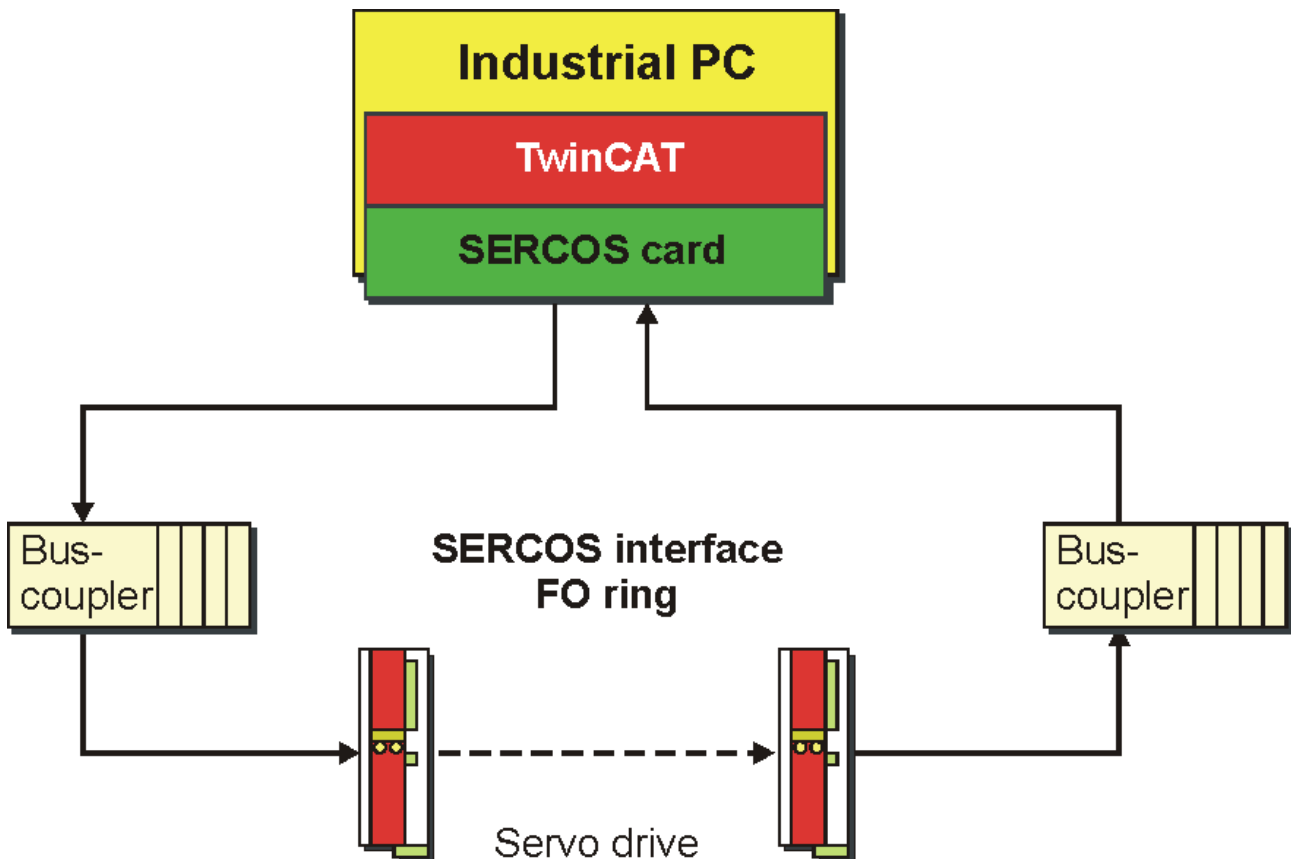 Industrial PC
TwinCAT
SERCOS card
Bus-
coupler
SERCOS interface
FO ring
Bus-
coupler
Servo drive